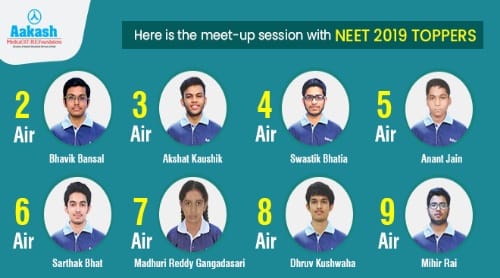 Aakash
Medical|IIT-JEE|Foundations
Here is the meet-up session with NEET 2019 TOPPERS
2
Air
Bhavik Bansal
3
Air
Akshat Kaushik
4
Air
Swastik Bhatia
5
Air
Anant Jain
6
Air
Sarthak Bhat
7
Air
Madhuri Reddy Gangadasari
8
Air
Dhruv Kushwaha
9
Air
Mihir Rai